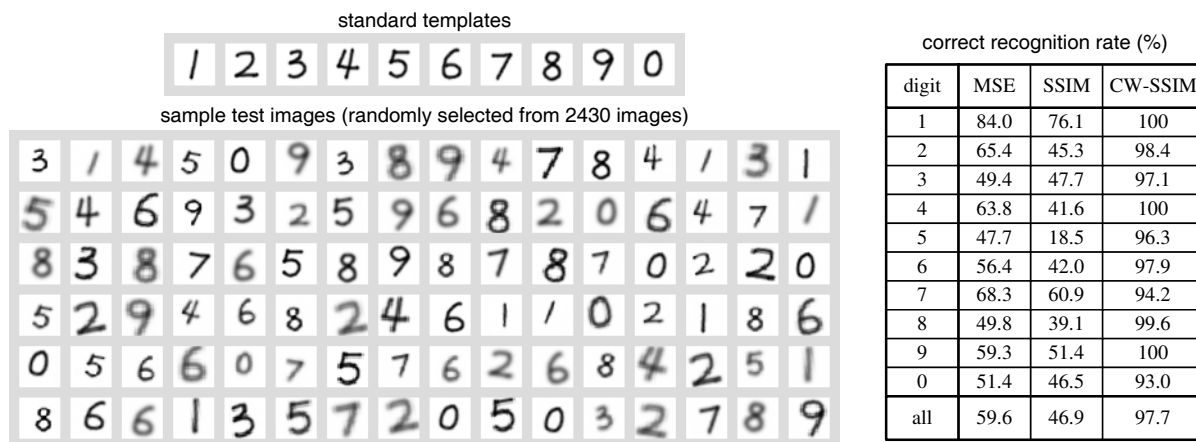 standard templates
1 2 3 4 5 6 7 8 9 0
sample test images (randomly selected from 2430 images)
3 1 4 5 0 9 3 8 9 4 7 8 4 1 3 1
5 4 6 9 3 2 5 9 6 8 2 0 6 4 7 1
8 3 8 7 6 5 8 9 8 7 8 7 0 2 2 0
5 2 9 4 6 8 2 4 6 1 1 0 2 1 8 6
0 5 6 6 0 7 5 7 6 2 6 8 4 2 5 1
8 6 6 1 3 5 7 2 0 5 0 3 2 7 8 9
correct recognition rate (%)
digit MSE SSIM CW-SSIM
1 84.0 76.1 100
2 65.4 45.3 98.4
3 49.4 47.7 97.1
4 63.8 41.6 100
5 47.7 18.5 96.3
6 56.4 42.0 97.9
7 68.3 60.9 94.2
8 49.8 39.1 99.6
9 59.3 51.4 100
0 51.4 46.5 93.0
all 59.6 46.9 97.7